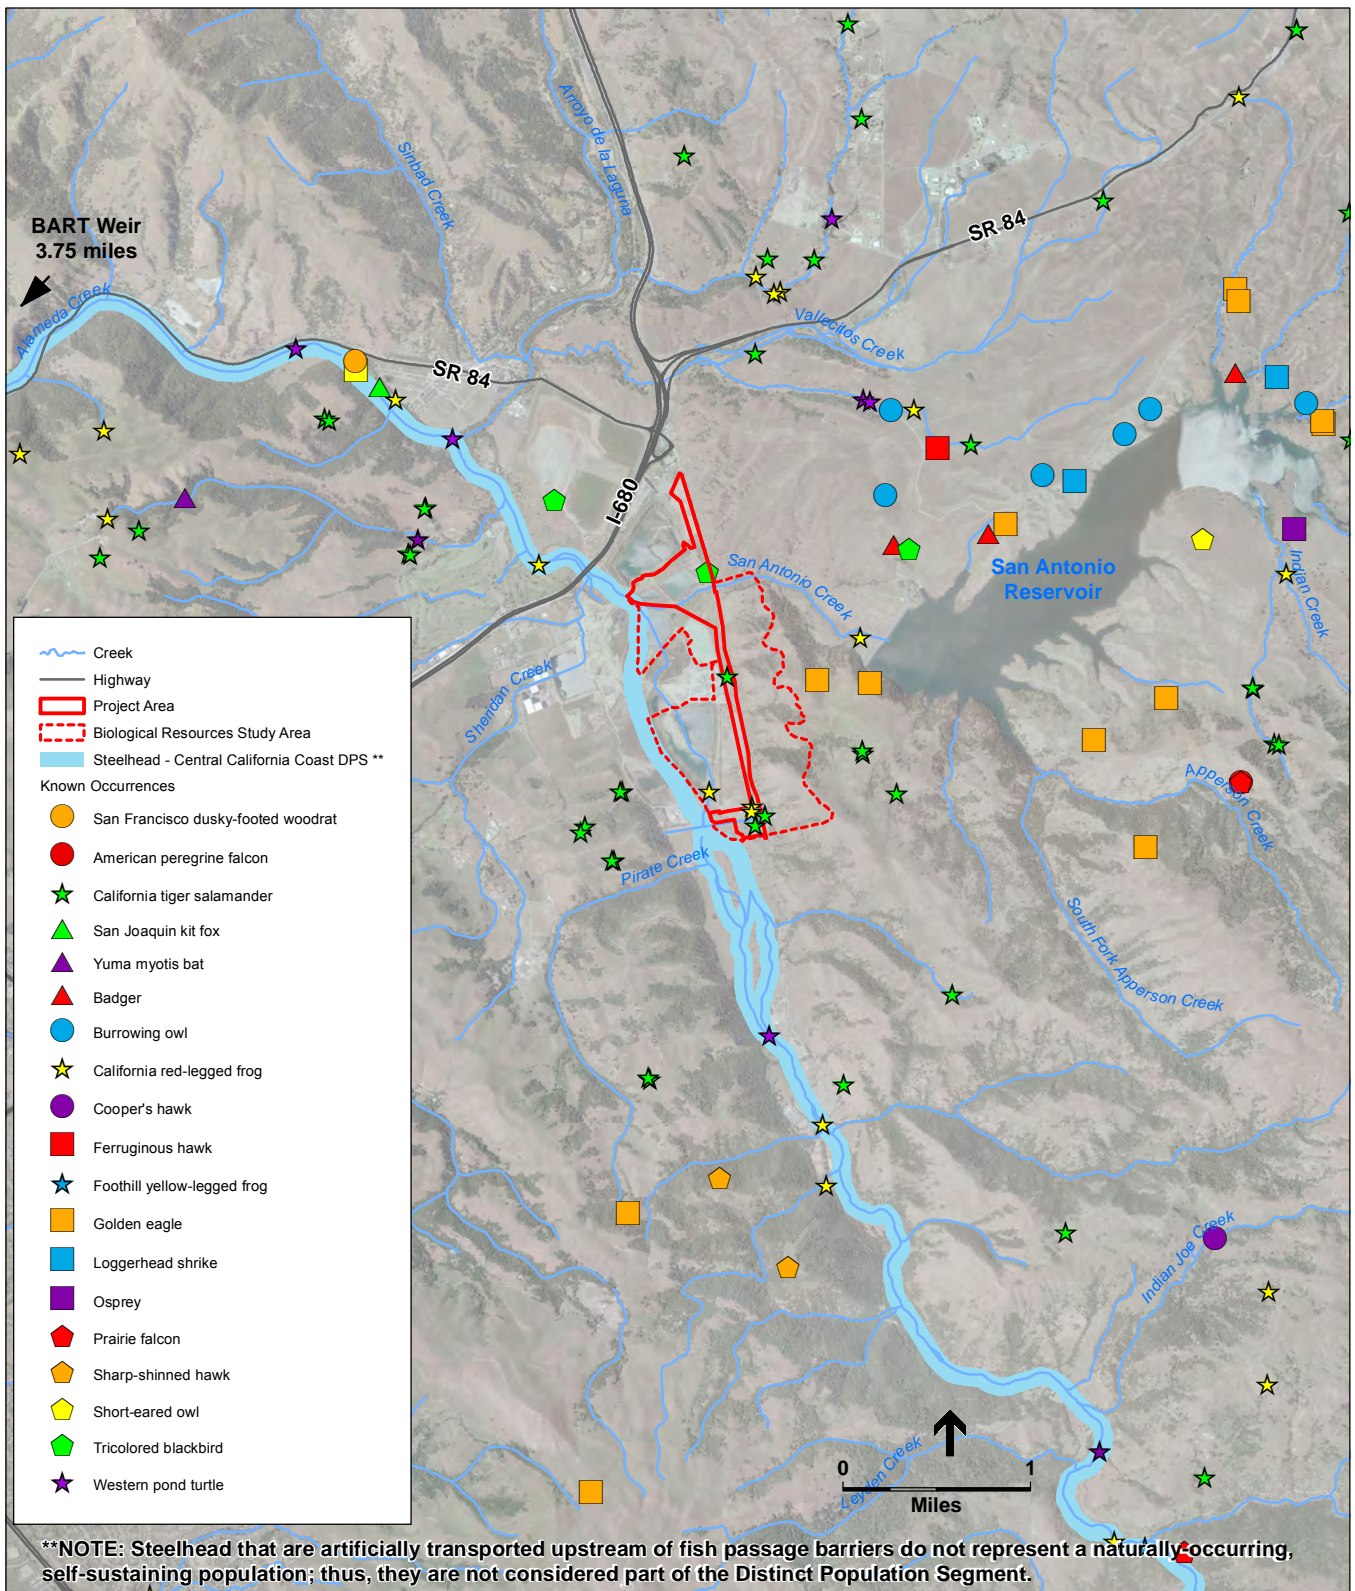 BART Weir
3.75 miles
Alameda Creek
Sinbad Creek
Arroyo de la Laguna
SR 84
SR 84
Vallecitos Creek
I-680
San Antonio Creek
San Antonio
Reservoir
Indian Creek
Sheridan Creek
Pirate Creek
Apperson Creek
South Fork Apperson Creek
Indian Joe Creek
Leyden Creek
Creek
Highway
Project Area
Biological Resources Study Area
Steelhead - Central California Coast DPS **
Known Occurrences
San Francisco dusky-footed woodrat
American peregrine falcon
California tiger salamander
San Joaquin kit fox
Yuma myotis bat
Badger
Burrowing owl
California red-legged frog
Cooper's hawk
Ferruginous hawk
Foothill yellow-legged frog
Golden eagle
Loggerhead shrike
Osprey
Prairie falcon
Sharp-shinned hawk
Short-eared owl
Tricolored blackbird
Western pond turtle
0 1
Miles
**NOTE: Steelhead that are artificially transported upstream of fish passage barriers do not represent a naturally-occurring,
self-sustaining population; thus, they are not considered part of the Distinct Population Segment.